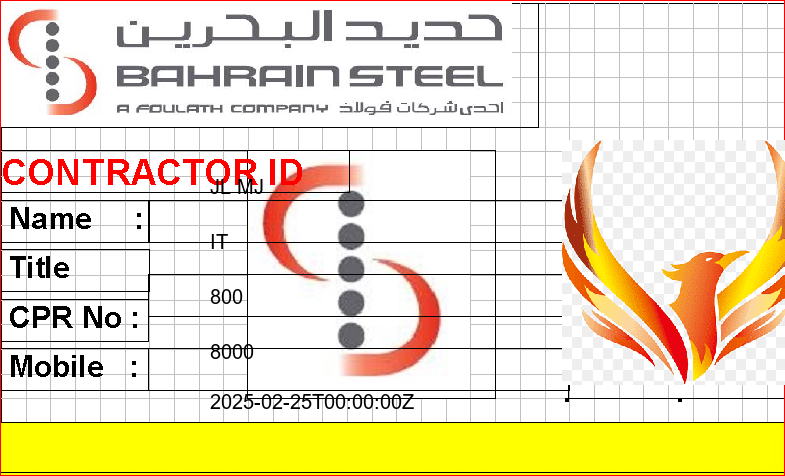 حديد البحرين
BAHRAIN STEEL
A FOULATH COMPANY إحدى شركات فولاذ
CONTRACTOR ID
JL MJ
Name :
IT
Title
800
CPR No :
8000
Mobile :
2025-02-25T00:00:00Z